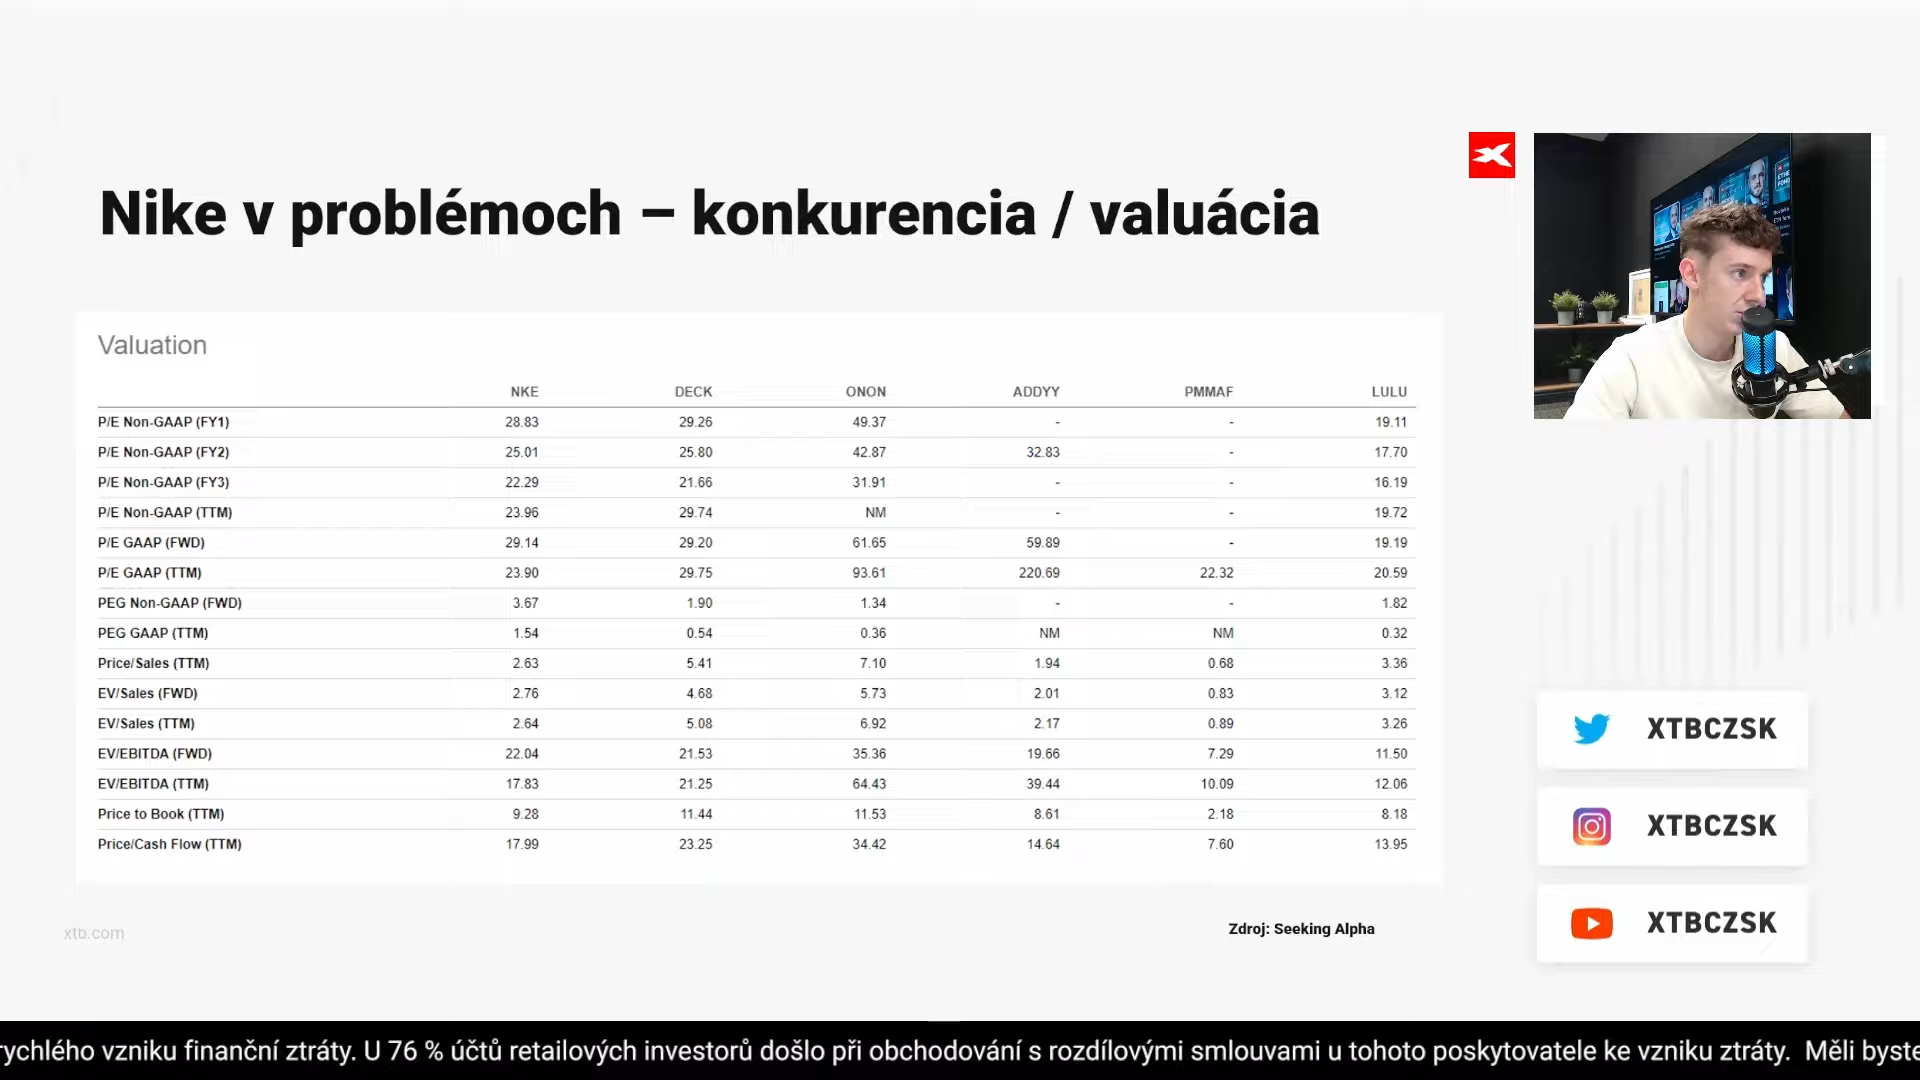 Nike v problémoch – konkurencia / valuácia
Valuation
NKE DECK ONON ADDYY PMMAF LULU
P/E Non-GAAP (FY1) 28.83 29.26 49.37 - - 19.11
P/E Non-GAAP (FY2) 25.01 25.80 42.87 32.83 - 17.70
P/E Non-GAAP (FY3) 22.29 21.66 31.91 - - 16.19
P/E Non-GAAP (TTM) 23.96 29.74 NM - - 19.72
P/E GAAP (FWD) 29.14 29.20 61.65 59.89 - 19.19
P/E GAAP (TTM) 23.90 29.75 93.61 220.69 22.32 20.59
PEG Non-GAAP (FWD) 3.67 1.90 1.34 - - 1.82
PEG GAAP (TTM) 1.54 0.54 0.36 NM NM 0.32
Price/Sales (TTM) 2.63 5.41 7.10 1.94 0.68 3.36
EV/Sales (FWD) 2.76 4.68 5.73 2.01 0.83 3.12
EV/Sales (TTM) 2.64 5.08 6.92 2.17 0.89 3.26
EV/EBITDA (FWD) 22.04 21.53 35.36 19.66 7.29 11.50
EV/EBITDA (TTM) 17.83 21.25 64.43 39.44 10.09 12.06
Price to Book (TTM) 9.28 11.44 11.53 8.61 2.18 8.18
Price/Cash Flow (TTM) 17.99 23.25 34.42 14.64 7.60 13.95
xtb.com
Zdroj: Seeking Alpha
XTBCZSK
XTBCZSK
XTBCZSK
rychlého vzniku finanční ztráty. U 76 % účtů retailových investorů došlo při obchodování s rozdílovými smlouvami u tohoto poskytovatele ke vzniku ztráty. Měli byste